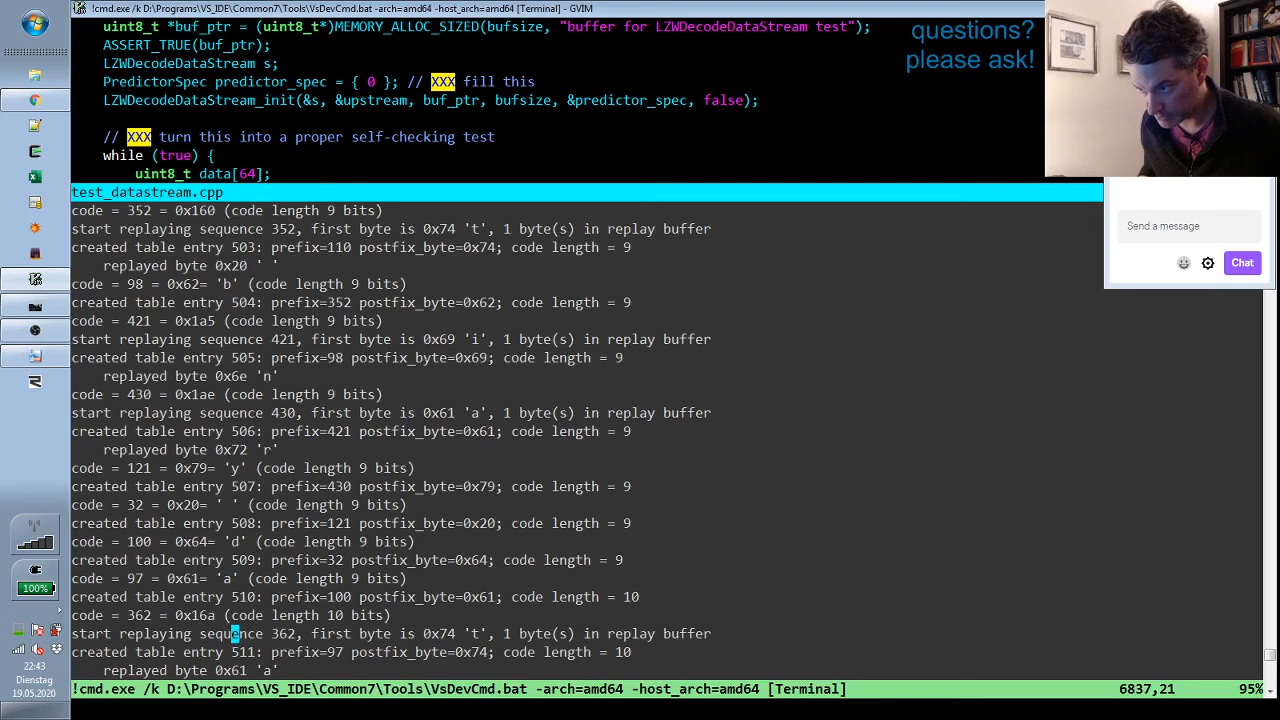 !cmd.exe /k D:\Programs\VS_IDE\Common7\Tools\VsDevCmd.bat -arch=amd64 -host_arch=amd64 [Terminal] - GVIM
uint8_t *buf_ptr = (uint8_t*)MEMORY_ALLOC_SIZED(bufsize, "buffer for LZWDecodeDataStream test");
ASSERT_TRUE(buf_ptr);
LZWDecodeDataStream s;
PredictorSpec predictor_spec = { 0 }; // XXX fill this
LZWDecodeDataStream_init(&s, &upstream, buf_ptr, bufsize, &predictor_spec, false);
// XXX turn this into a proper self-checking test
while (true) {
uint8_t data[64];
questions?
please ask!
test_datastream.cpp
code = 352 = 0x160 (code length 9 bits)
start replaying sequence 352, first byte is 0x74 't', 1 byte(s) in replay buffer
created table entry 503: prefix=110 postfix_byte=0x74; code length = 9
replayed byte 0x20 ' '
code = 98 = 0x62= 'b' (code length 9 bits)
created table entry 504: prefix=352 postfix_byte=0x62; code length = 9
code = 421 = 0x1a5 (code length 9 bits)
start replaying sequence 421, first byte is 0x69 'i', 1 byte(s) in replay buffer
created table entry 505: prefix=98 postfix_byte=0x69; code length = 9
replayed byte 0x6e 'n'
code = 430 = 0x1ae (code length 9 bits)
start replaying sequence 430, first byte is 0x61 'a', 1 byte(s) in replay buffer
created table entry 506: prefix=421 postfix_byte=0x61; code length = 9
replayed byte 0x72 'r'
code = 121 = 0x79= 'y' (code length 9 bits)
created table entry 507: prefix=430 postfix_byte=0x79; code length = 9
code = 32 = 0x20= ' ' (code length 9 bits)
created table entry 508: prefix=121 postfix_byte=0x20; code length = 9
code = 100 = 0x64= 'd' (code length 9 bits)
created table entry 509: prefix=32 postfix_byte=0x64; code length = 9
code = 97 = 0x61= 'a' (code length 9 bits)
created table entry 510: prefix=100 postfix_byte=0x61; code length = 10
code = 362 = 0x16a (code length 10 bits)
start replaying sequence 362, first byte is 0x74 't', 1 byte(s) in replay buffer
created table entry 511: prefix=97 postfix_byte=0x74; code length = 10
replayed byte 0x61 'a'
!cmd.exe /k D:\Programs\VS_IDE\Common7\Tools\VsDevCmd.bat -arch=amd64 -host_arch=amd64 [Terminal] 6837,21 95%
Send a message
Chat
100%
22:43
Dienstag
19.05.2020